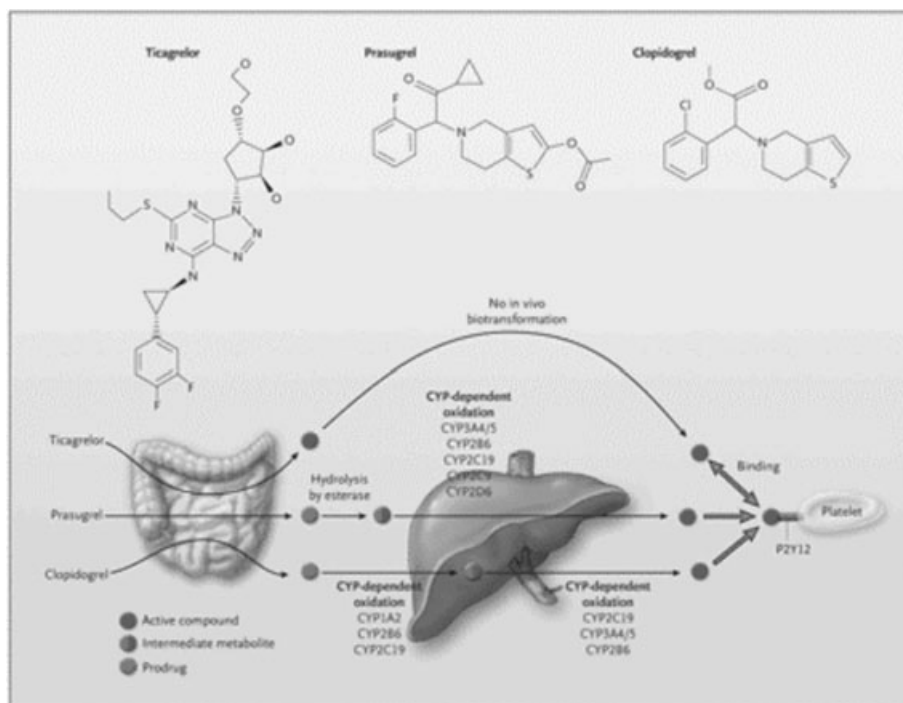 Ticagrelor
Prasugrel
Clopidogrel
O
O
O
O
S
N
N
N
N
N
N
F
F
O
F
N
S
O
O
O
O
Cl
N
S
No in vivo
biotransformation
CYP-dependent
oxidation
CYP3A4/5
CYP2B6
CYP2C19
CYP2C9
CYP2D6
Ticagrelor
Hydrolysis
by esterase
Binding
Prasugrel
Platelet
P2Y12
Clopidogrel
CYP-dependent
oxidation
CYP1A2
CYP2B6
CYP2C19
CYP-dependent
oxidation
CYP2C19
CYP3A4/5
CYP2B6
Active compound
Intermediate metabolite
Prodrug